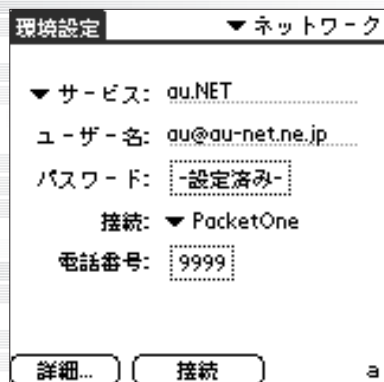 環境設定 ▼ ネットワーク
▼ サービス: au.NET
ユーザー名: au@au-net.ne.jp
パスワード: -設定済み-
接続: ▼ PacketOne
電話番号: 9999
詳細... 接続 a